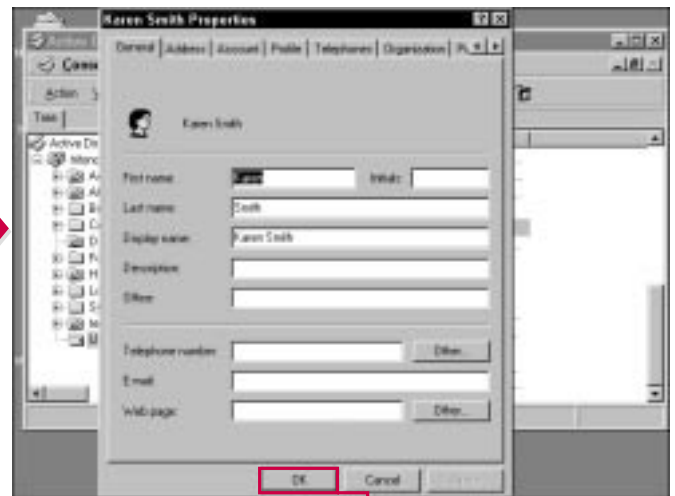 Karen Smith Properties
General Address Account Profile Telephones Organization
Action
Tree
Active
Karen Smith
First name: Karen Initials:
Last name: Smith
Display name: Karen Smith
Description:
Office:
Telephone number: Other...
E-mail:
Web page: Other...
OK Cancel